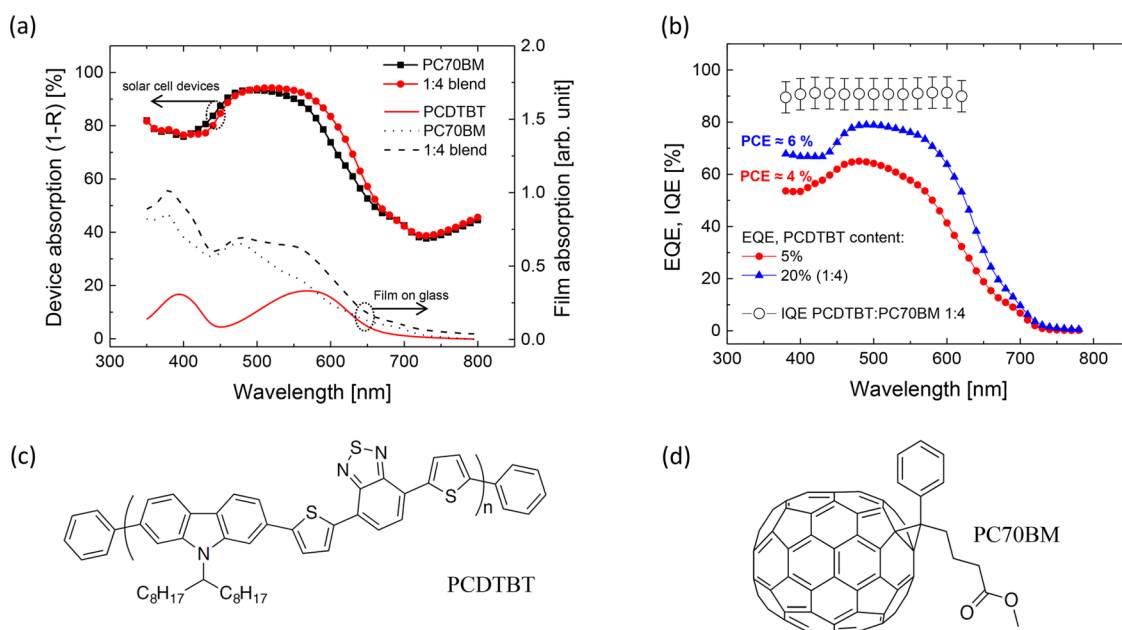 (a)
Device absorption (1-R) [%]
100
80
60
40
20
0
300
400
500
600
700
800
Wavelength [nm]
2.0
1.5
1.0
0.5
0.0
Film absorption [arb. unit]
solar cell devices
PC70BM
1:4 blend
PCDTBT
PC70BM
1:4 blend
Film on glass
(b)
EQE, IQE [%]
100
80
60
40
20
0
300
400
500
600
700
800
Wavelength [nm]
PCE ≈ 6 %
PCE ≈ 4 %
EQE, PCDTBT content:
5%
20% (1:4)
IQE PCDTBT:PC70BM 1:4
(c)
N
S
N
S
S
n
N
C8H17
C8H17
PCDTBT
(d)
PC70BM
O
O